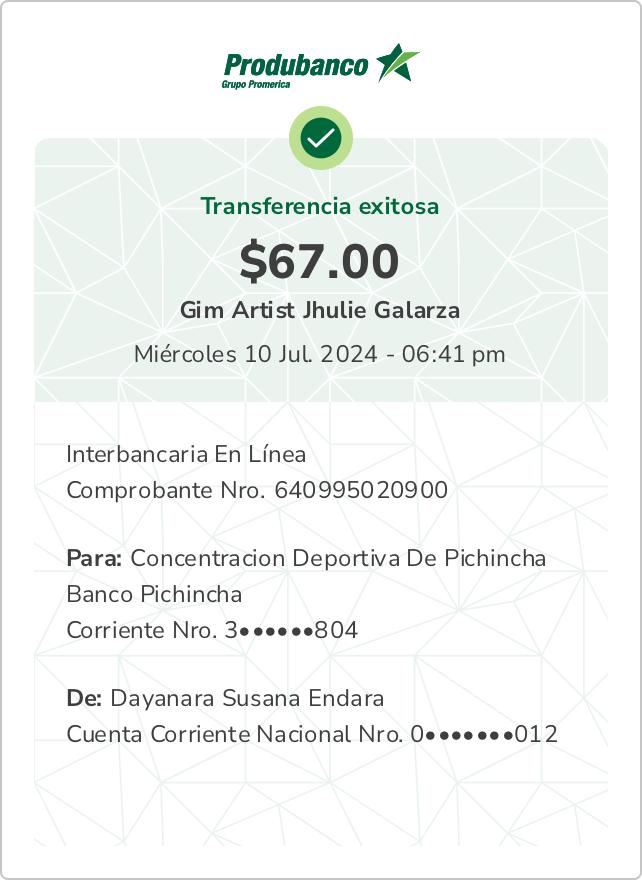 Produbanco
Grupo Promerica
Transferencia exitosa
$67.00
Gim Artist Jhulie Galarza
Miércoles 10 Jul. 2024 - 06:41 pm
Interbancaria En Línea
Comprobante Nro. 640995020900
Para: Concentracion Deportiva De Pichincha
Banco Pichincha
Corriente Nro. 3••••••804
De: Dayanara Susana Endara
Cuenta Corriente Nacional Nro. 0•••••••012